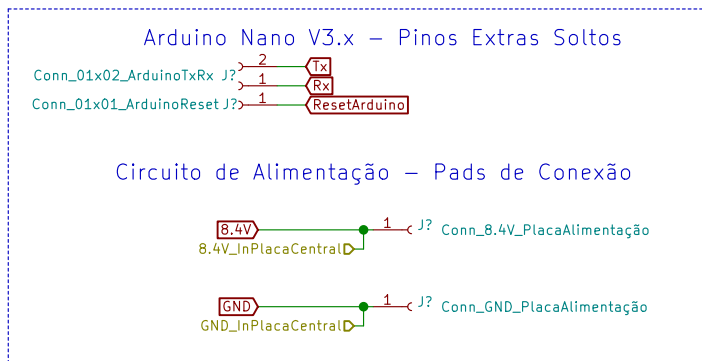 Arduino Nano V3.x – Pinos Extras Soltos
2 Tx
Conn_01x02_ArduinoTxRx J?
1 Rx
Conn_01x01_ArduinoReset J? 1 ResetArduino
Circuito de Alimentação – Pads de Conexão
8.4V 1 J? Conn_8.4V_PlacaAlimentação
8.4V_InPlacaCentral
GND 1 J? Conn_GND_PlacaAlimentação
GND_InPlacaCentral